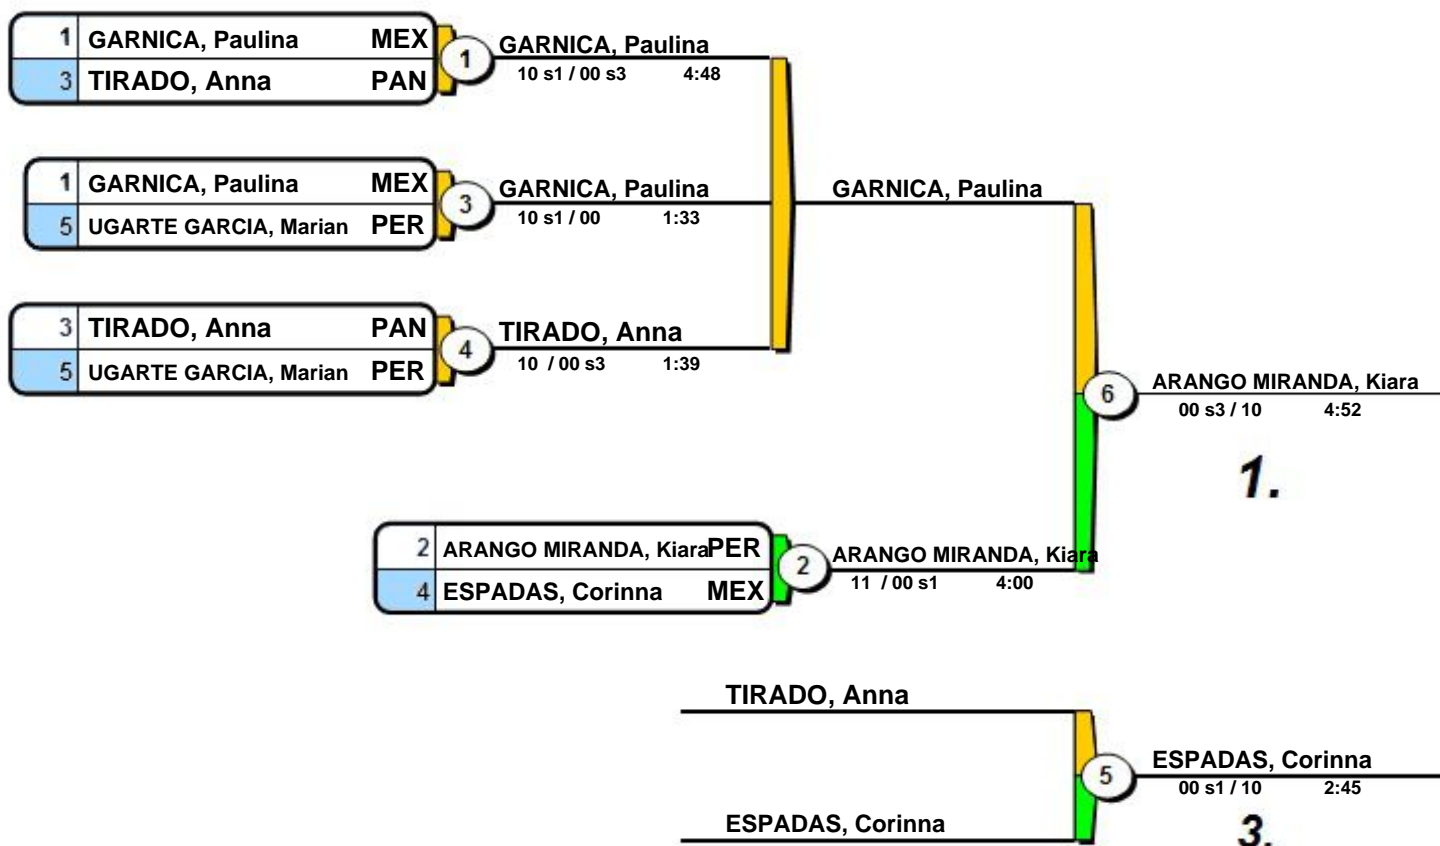 1 GARNICA, Paulina MEX
3 TIRADO, Anna PAN
1
GARNICA, Paulina
10 s1 / 00 s3 4:48
1 GARNICA, Paulina MEX
5 UGARTE GARCIA, Marian PER
3
GARNICA, Paulina
10 s1 / 00 1:33
GARNICA, Paulina
3 TIRADO, Anna PAN
5 UGARTE GARCIA, Marian PER
4
TIRADO, Anna
10 / 00 s3 1:39
6
ARANGO MIRANDA, Kiara
00 s3 / 10 4:52
1.
2 ARANGO MIRANDA, Kiara PER
4 ESPADAS, Corinna MEX
2
ARANGO MIRANDA, Kiara
11 / 00 s1 4:00
TIRADO, Anna
5
ESPADAS, Corinna
00 s1 / 10 2:45
ESPADAS, Corinna
3.